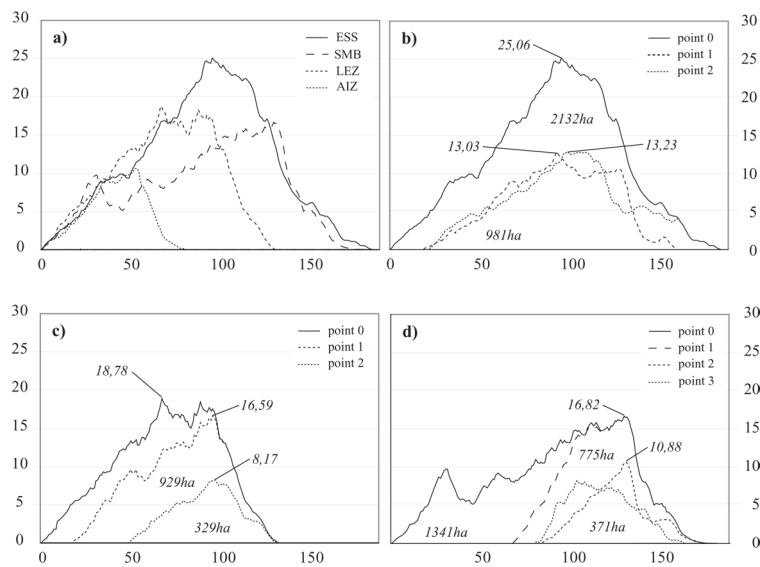 a)
ESS
SMB
LEZ
AIZ
30
25
20
15
10
5
0
0 50 100 150
b)
point 0
point 1
point 2
25,06
2132ha
13,03
13,23
981ha
30
25
20
15
10
5
0
0 50 100 150
c)
point 0
point 1
point 2
18,78
16,59
929ha
8,17
329ha
30
25
20
15
10
5
0
0 50 100 150
d)
point 0
point 1
point 2
point 3
16,82
10,88
775ha
1341ha
371ha
30
25
20
15
10
5
0
50 100 150